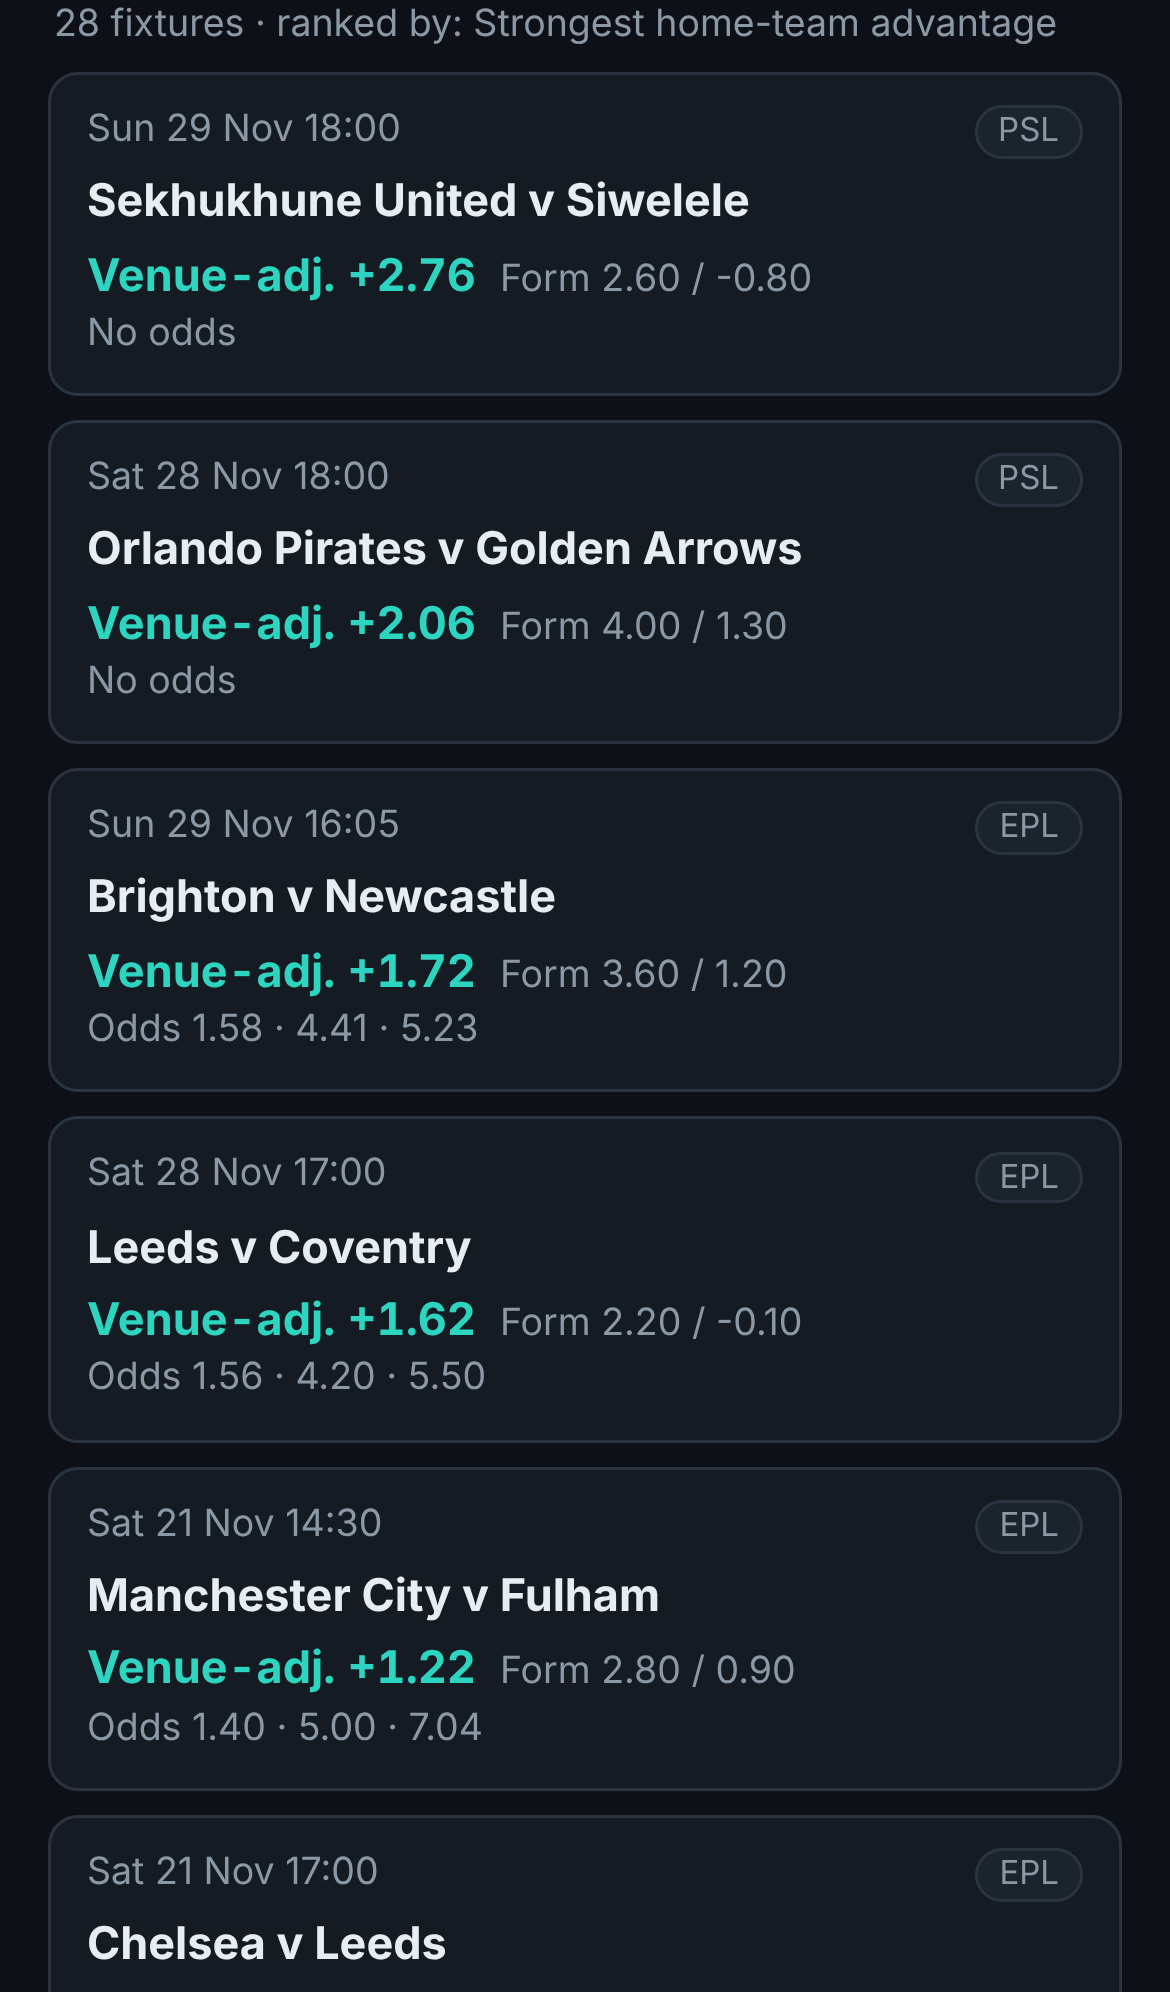 28 fixtures · ranked by: Strongest home-team advantage
Sun 29 Nov 18:00 PSL
Sekhukhune United v Siwelele
Venue-adj. +2.76 Form 2.60 / -0.80
No odds
Sat 28 Nov 18:00 PSL
Orlando Pirates v Golden Arrows
Venue-adj. +2.06 Form 4.00 / 1.30
No odds
Sun 29 Nov 16:05 EPL
Brighton v Newcastle
Venue-adj. +1.72 Form 3.60 / 1.20
Odds 1.58 · 4.41 · 5.23
Sat 28 Nov 17:00 EPL
Leeds v Coventry
Venue-adj. +1.62 Form 2.20 / -0.10
Odds 1.56 · 4.20 · 5.50
Sat 21 Nov 14:30 EPL
Manchester City v Fulham
Venue-adj. +1.22 Form 2.80 / 0.90
Odds 1.40 · 5.00 · 7.04
Sat 21 Nov 17:00 EPL
Chelsea v Leeds